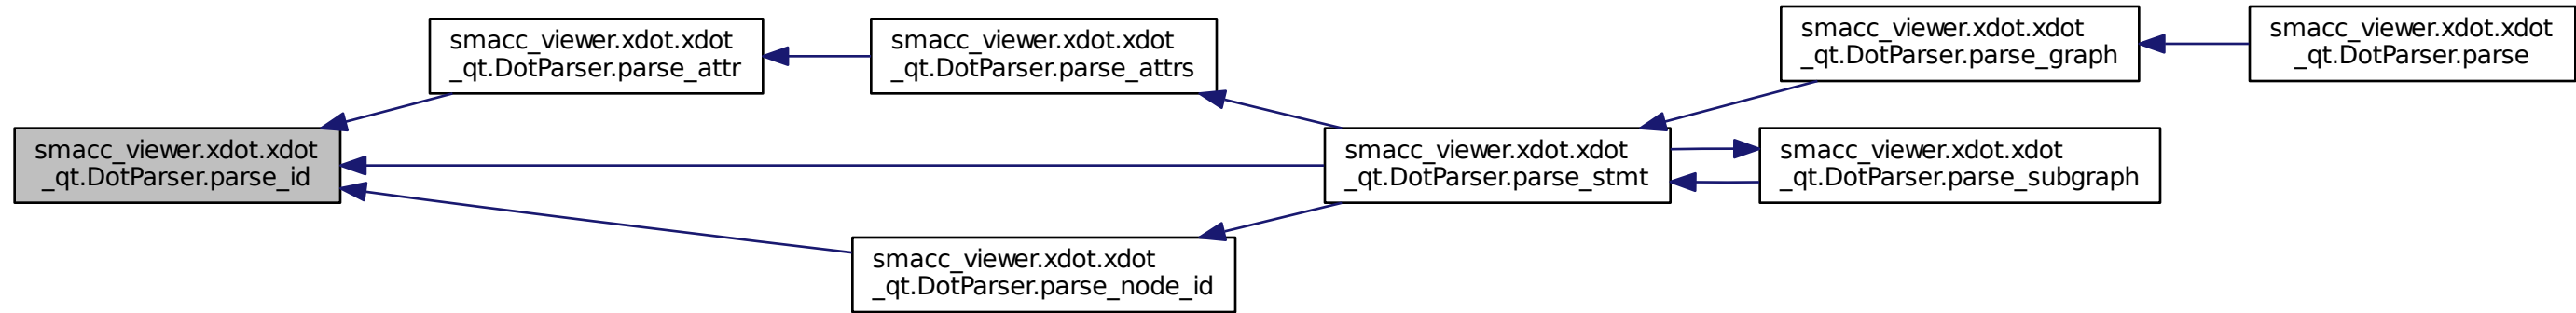 smacc_viewer.xdot.xdot
_qt.DotParser.parse_id
smacc_viewer.xdot.xdot
_qt.DotParser.parse_attr
smacc_viewer.xdot.xdot
_qt.DotParser.parse_attrs
smacc_viewer.xdot.xdot
_qt.DotParser.parse_node_id
smacc_viewer.xdot.xdot
_qt.DotParser.parse_stmt
smacc_viewer.xdot.xdot
_qt.DotParser.parse_graph
smacc_viewer.xdot.xdot
_qt.DotParser.parse_subgraph
smacc_viewer.xdot.xdot
_qt.DotParser.parse